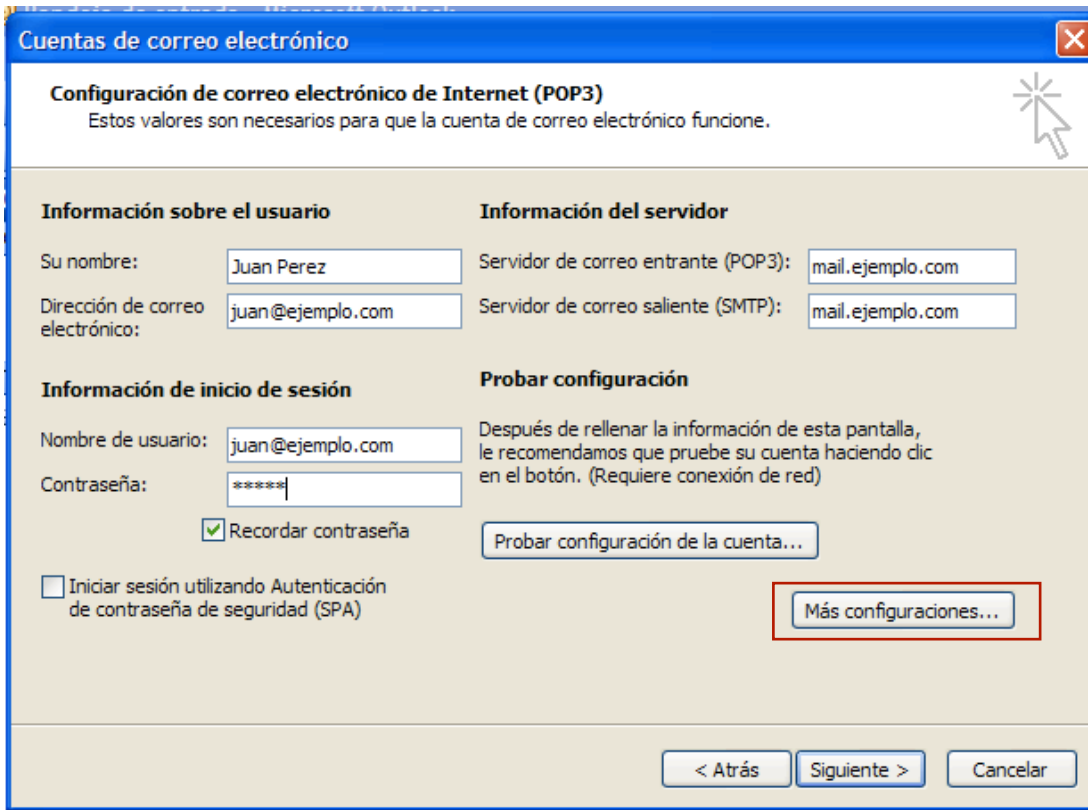 Bandeja de entrada - Microsoft Outlook
Cuentas de correo electrónico
Configuración de correo electrónico de Internet (POP3)
Estos valores son necesarios para que la cuenta de correo electrónico funcione.
Información sobre el usuario
Su nombre:
Juan Perez
Dirección de correo
electrónico:
juan@ejemplo.com
Información de inicio de sesión
Nombre de usuario:
juan@ejemplo.com
Contraseña:
*****
Recordar contraseña
Iniciar sesión utilizando Autenticación
de contraseña de seguridad (SPA)
Información del servidor
Servidor de correo entrante (POP3):
mail.ejemplo.com
Servidor de correo saliente (SMTP):
mail.ejemplo.com
Probar configuración
Después de rellenar la información de esta pantalla,
le recomendamos que pruebe su cuenta haciendo clic
en el botón. (Requiere conexión de red)
Probar configuración de la cuenta...
Más configuraciones...
< Atrás
Siguiente >
Cancelar